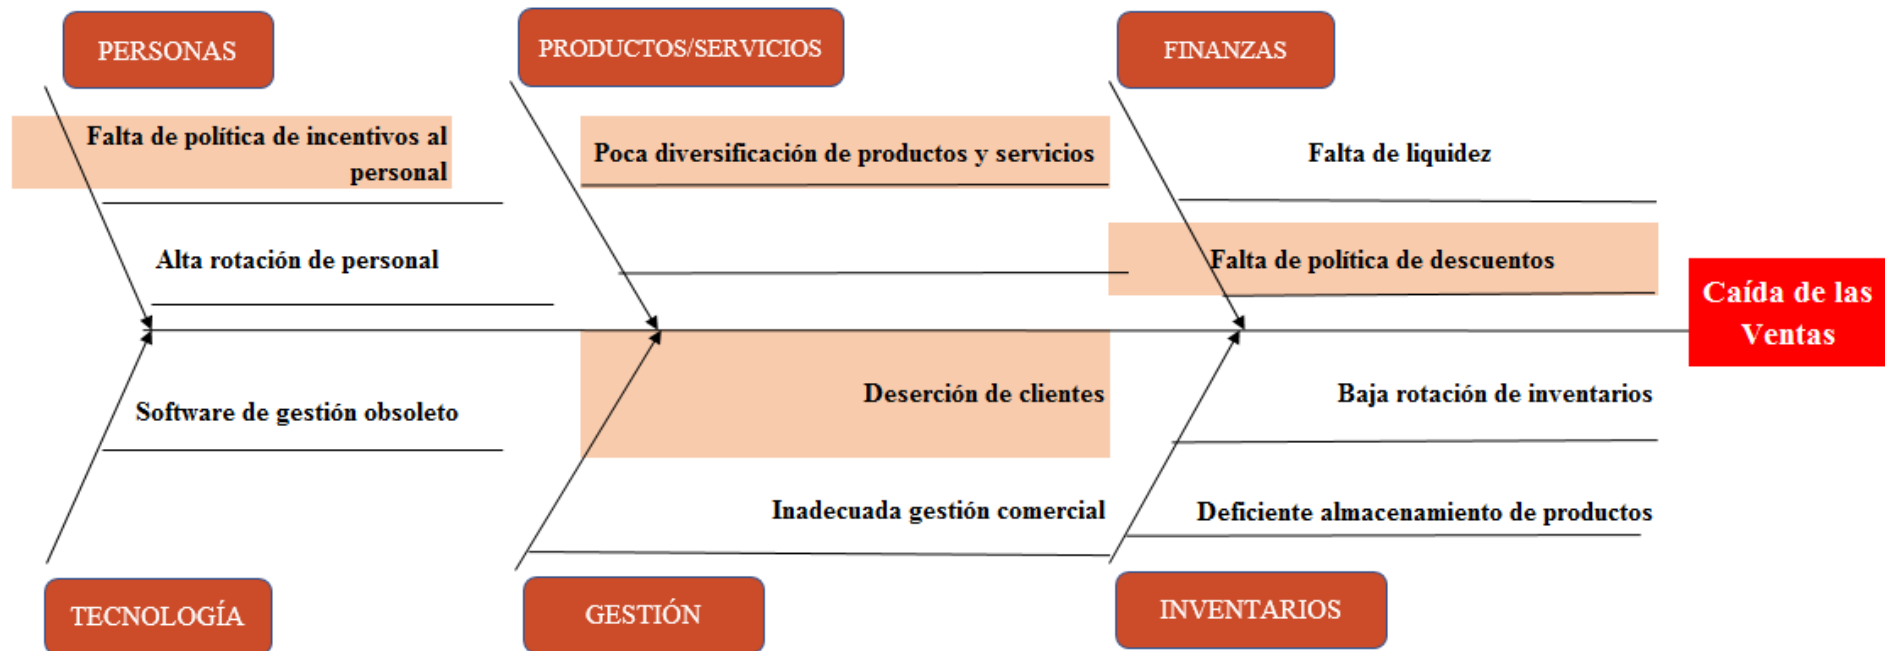 PERSONAS
PRODUCTOS/SERVICIOS
FINANZAS
Falta de política de incentivos al
personal
Poca diversificación de productos y servicios
Falta de liquidez
Alta rotación de personal
Falta de política de descuentos
Caída de las
Ventas
Software de gestión obsoleto
Deserción de clientes
Baja rotación de inventarios
Inadecuada gestión comercial
Deficiente almacenamiento de productos
TECNOLOGÍA
GESTIÓN
INVENTARIOS